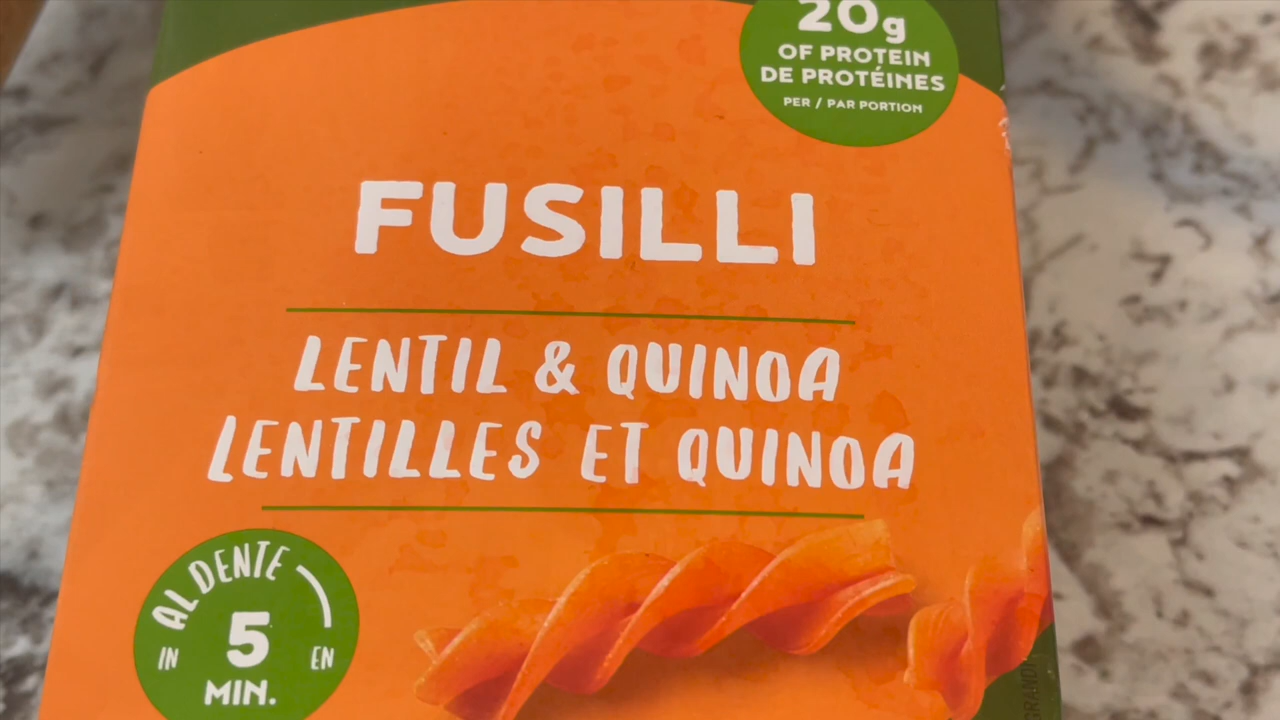 20g
OF PROTEIN
DE PROTÉINES
PER / PAR PORTION
FUSILLI
LENTIL & QUINOA
LENTILLES ET QUINOA
AL DENTE
IN 5 EN
MIN.